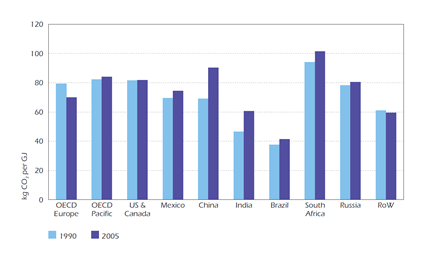 120
100
80
60
40
20
0
kg CO₂ per GJ
OECD Europe
OECD Pacific
US & Canada
Mexico
China
India
Brazil
South Africa
Russia
RoW
1990
2005